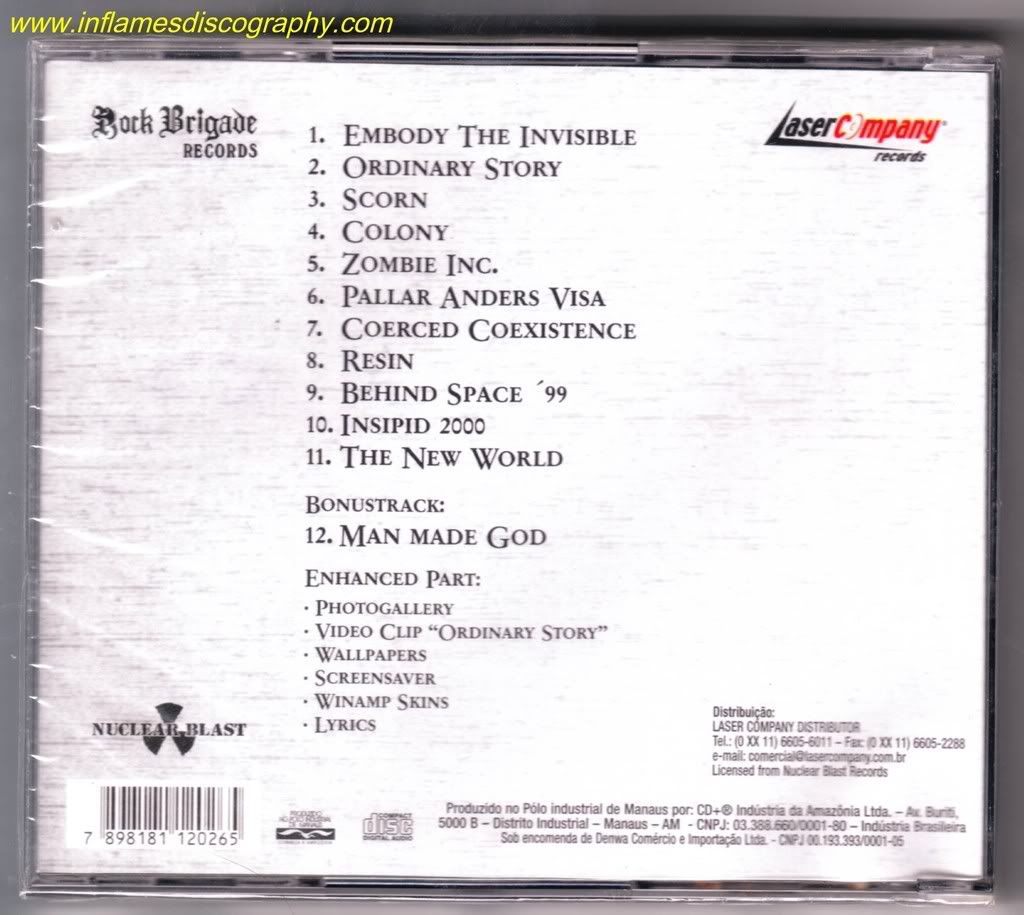 www.inflamesdiscography.com
Rock Brigade
RECORDS
LaserCompany®
records
1. EMBODY THE INVISIBLE
2. ORDINARY STORY
3. SCORN
4. COLONY
5. ZOMBIE INC.
6. PALLAR ANDERS VISA
7. COERCED COEXISTENCE
8. RESIN
9. BEHIND SPACE ´99
10. INSIPID 2000
11. THE NEW WORLD
BONUSTRACK:
12. MAN MADE GOD
ENHANCED PART:
· PHOTOGALLERY
· VIDEO CLIP “ORDINARY STORY”
· WALLPAPERS
· SCREENSAVER
· WINAMP SKINS
· LYRICS
NUCLEAR BLAST
Distribuição:
LASER COMPANY DISTRIBUTOR
Tel.: (0 XX 11) 6605-6011 – Fax: (0 XX 11) 6605-2288
e-mail: comercial@lasercompany.com.br
Licensed from Nuclear Blast Records
7 898181 120265
COMPACT
disc
DIGITAL AUDIO
Produzido no Pólo industrial de Manaus por: CD+® Indústria da Amazônia Ltda. – Av. Buriti,
5000 B – Distrito Industrial – Manaus – AM - CNPJ: 03.388.660/0001-80 – Indústria Brasileira
Sob encomenda de Denwa Comércio e Importação Ltda. - CNPJ 00.193.393/0001-05